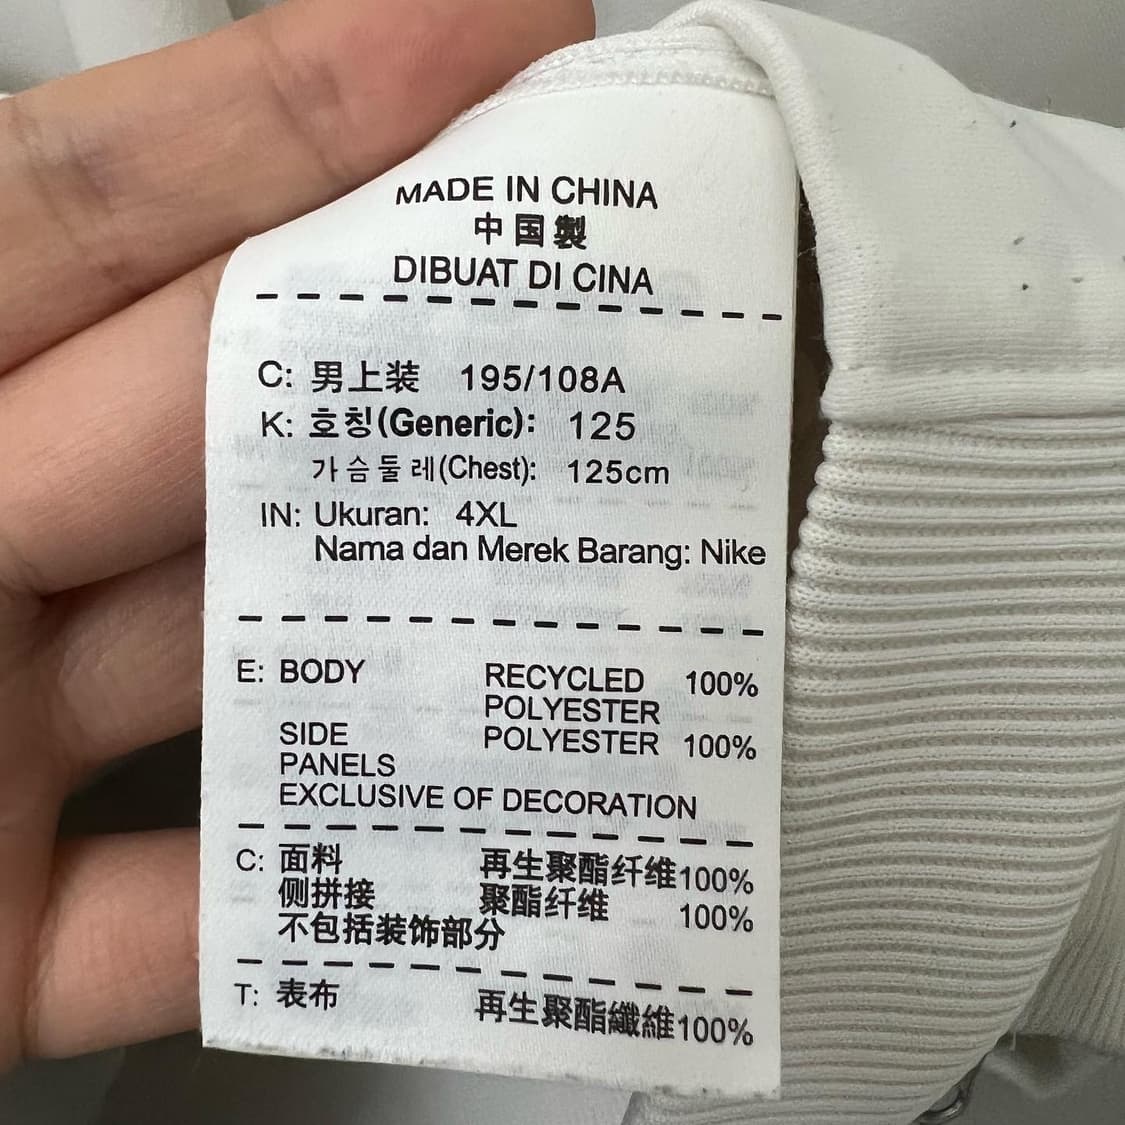 MADE IN CHINA
中国製
DIBUAT DI CINA
C: 男上装 195/108A
K: 호칭(Generic): 125
가슴둘레(Chest): 125cm
IN: Ukuran: 4XL
Nama dan Merek Barang: Nike
E: BODY RECYCLED 100%
POLYESTER
SIDE POLYESTER 100%
PANELS
EXCLUSIVE OF DECORATION
C: 面料 再生聚酯纤维100%
侧拼接 聚酯纤维 100%
不包括装饰部分
T: 表布 再生聚酯纖維100%